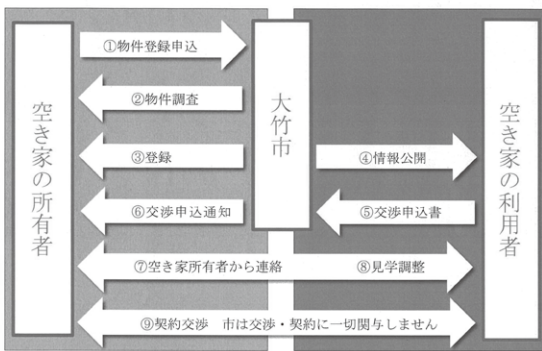 空き家の所有者
大竹市
空き家の利用者
①物件登録申込
②物件調査
③登録
④情報公開
⑤交渉申込書
⑥交渉申込通知
⑦空き家所有者から連絡 ⑧見学調整
⑨契約交渉 市は交渉・契約に一切関与しません